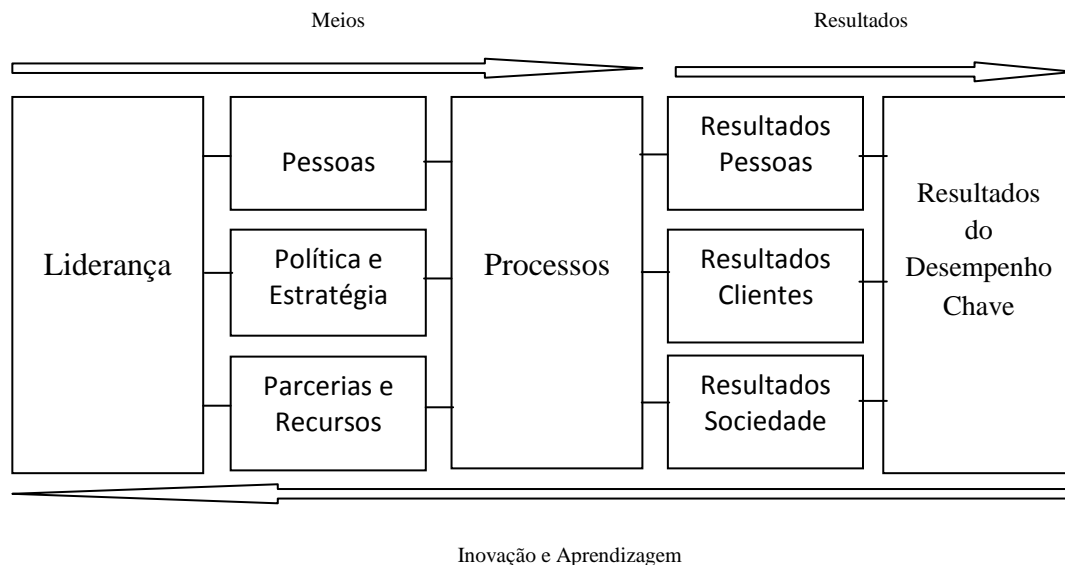 Meios
Resultados
Liderança
Pessoas
Política e
Estratégia
Parcerias e
Recursos
Processos
Resultados
Pessoas
Resultados
Clientes
Resultados
Sociedade
Resultados
do
Desempenho
Chave
Inovação e Aprendizagem